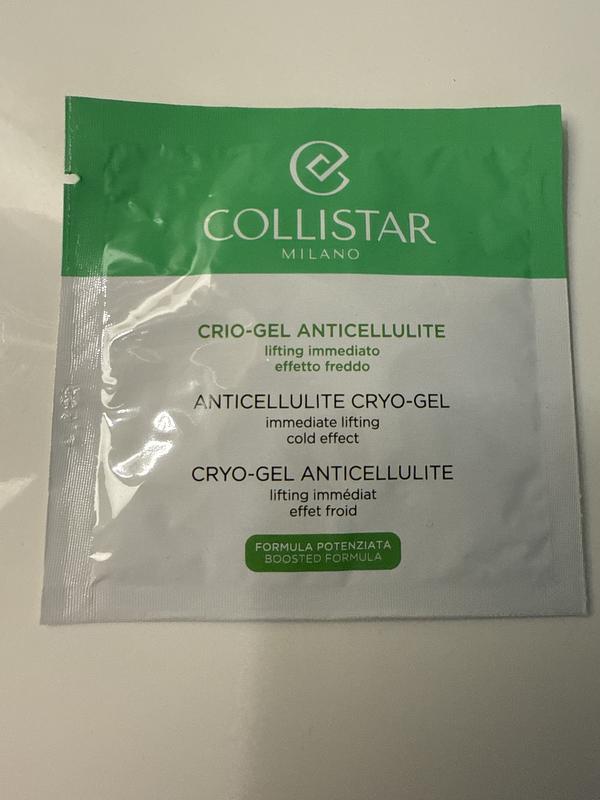 COLLISTAR
MILANO
CRIO-GEL ANTICELLULITE
lifting immediato
effetto freddo
ANTICELLULITE CRYO-GEL
immediate lifting
cold effect
CRYO-GEL ANTICELLULITE
lifting immédiat
effet froid
FORMULA POTENZIATA
BOOSTED FORMULA